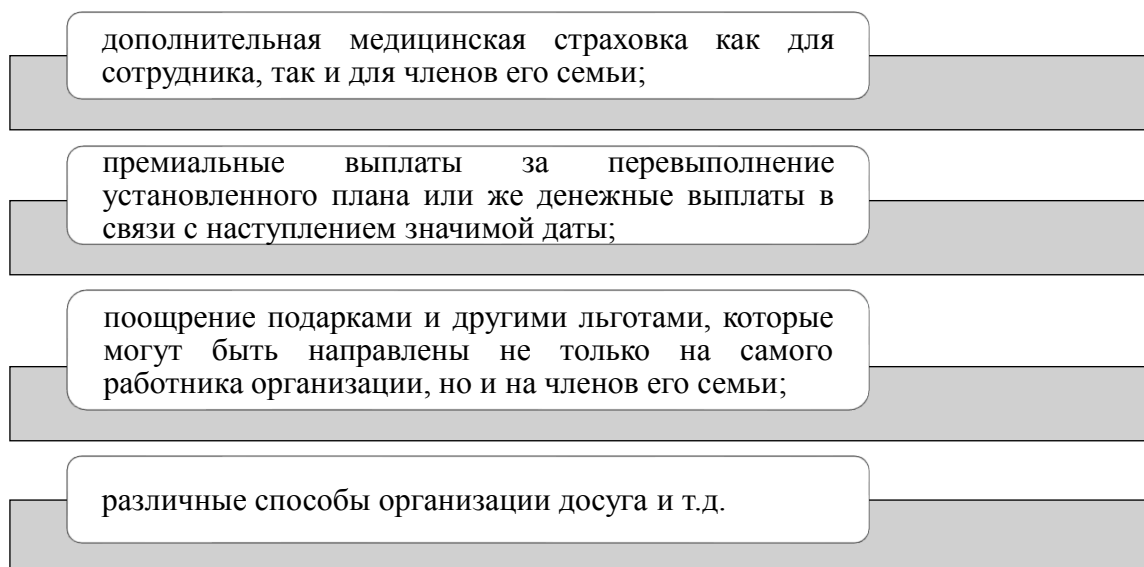 дополнительная медицинская страховка как для
сотрудника, так и для членов его семьи;
премиальные выплаты за перевыполнение
установленного плана или же денежные выплаты в
связи с наступлением значимой даты;
поощрение подарками и другими льготами, которые
могут быть направлены не только на самого
работника организации, но и на членов его семьи;
различные способы организации досуга и т.д.